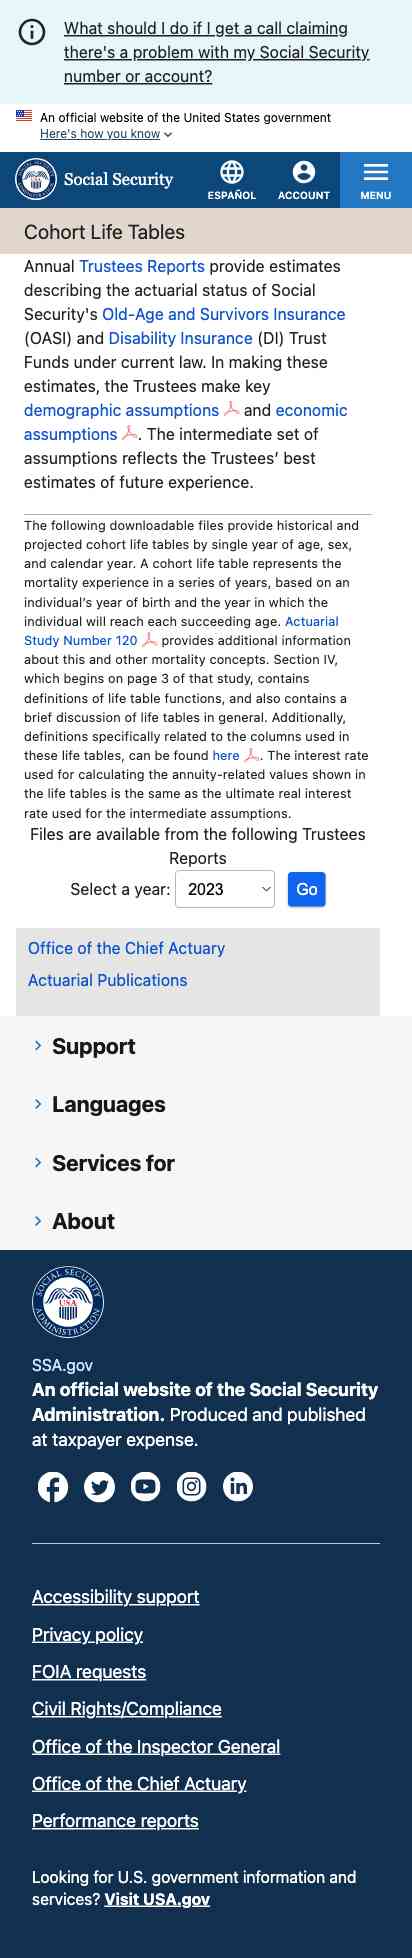 What should I do if I get a call claiming
there's a problem with my Social Security
number or account?
An official website of the United States government
Here's how you know
Social Security
ESPAÑOL
ACCOUNT
MENU
Cohort Life Tables
Annual Trustees Reports provide estimates
describing the actuarial status of Social
Security's Old-Age and Survivors Insurance
(OASI) and Disability Insurance (DI) Trust
Funds under current law. In making these
estimates, the Trustees make key
demographic assumptions and economic
assumptions. The intermediate set of
assumptions reflects the Trustees’ best
estimates of future experience.
The following downloadable files provide historical and
projected cohort life tables by single year of age, sex,
and calendar year. A cohort life table represents the
mortality experience in a series of years, based on an
individual's year of birth and the year in which the
individual will reach each succeeding age. Actuarial
Study Number 120 provides additional information
about this and other mortality concepts. Section IV,
which begins on page 3 of that study, contains
definitions of life table functions, and also contains a
brief discussion of life tables in general. Additionally,
definitions specifically related to the columns used in
these life tables, can be found here. The interest rate
used for calculating the annuity-related values shown in
the life tables is the same as the ultimate real interest
rate used for the intermediate assumptions.
Files are available from the following Trustees
Reports
Select a year: 2023 Go
Office of the Chief Actuary
Actuarial Publications
Support
Languages
Services for
About
SOCIAL SECURITY ADMINISTRATION
USA
SSA.gov
An official website of the Social Security
Administration. Produced and published
at taxpayer expense.
Accessibility support
Privacy policy
FOIA requests
Civil Rights/Compliance
Office of the Inspector General
Office of the Chief Actuary
Performance reports
Looking for U.S. government information and
services? Visit USA.gov